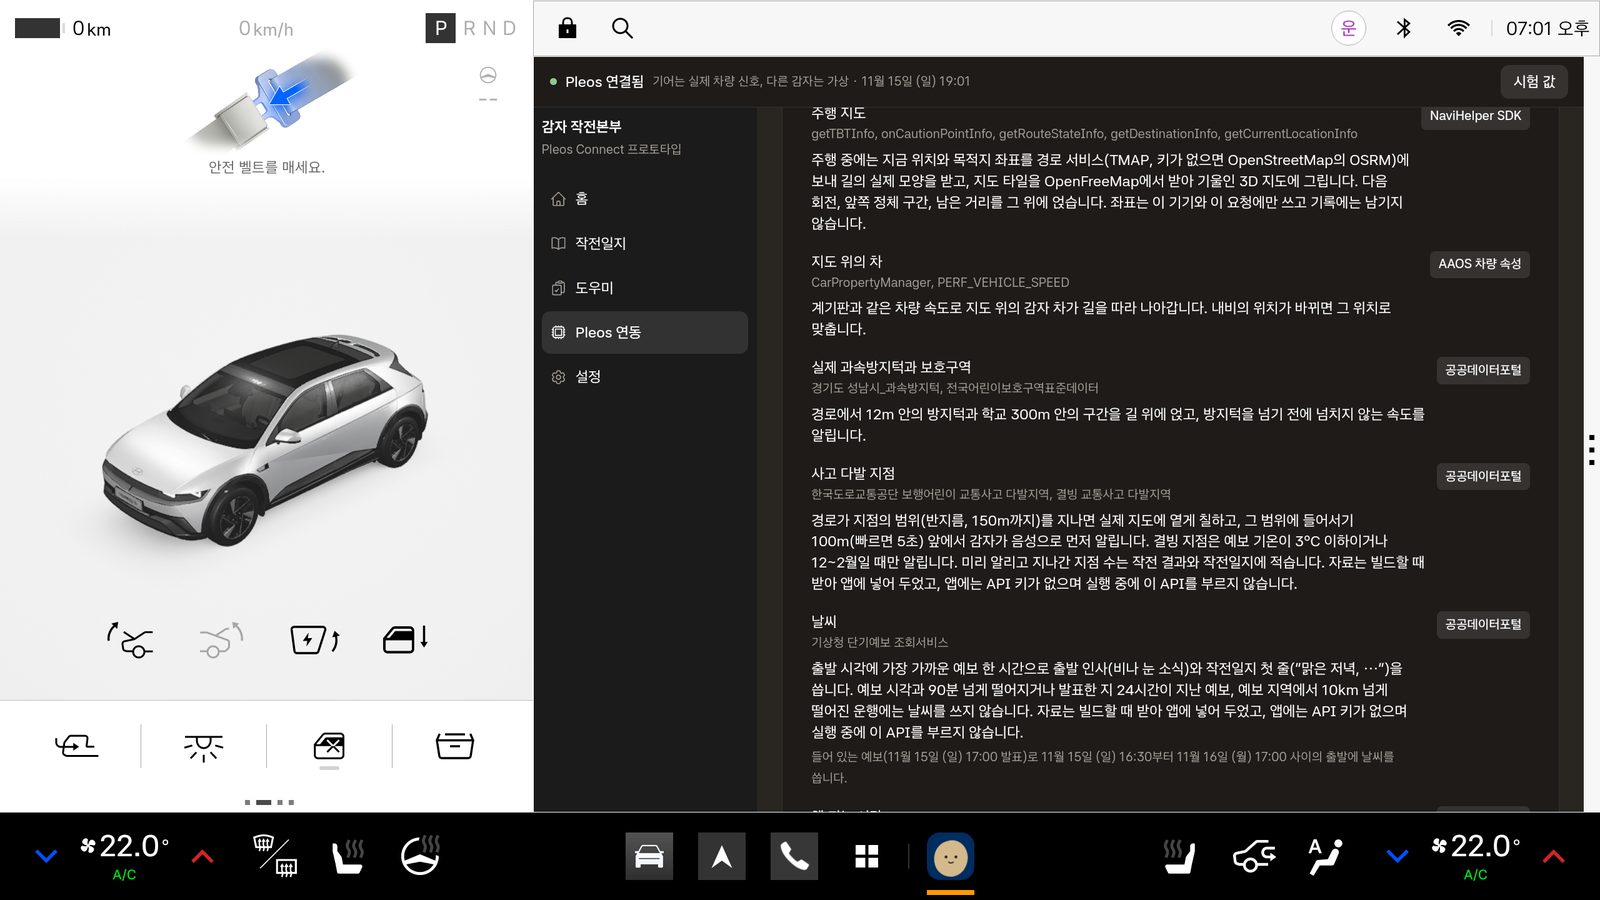 0 km
0 km/h
P R N D
안전 벨트를 매세요.
운
07:01 오후
Pleos 연결됨
기어는 실제 차량 신호, 다른 감자는 가상 · 11월 15일 (일) 19:01
시험 값
감자 작전본부
Pleos Connect 프로토타입
홈
작전일지
도우미
Pleos 연동
설정
주행 지도
NaviHelper SDK
getTBTInfo, onCautionPointInfo, getRouteStateInfo, getDestinationInfo, getCurrentLocationInfo
주행 중에는 지금 위치와 목적지 좌표를 경로 서비스(TMAP, 키가 없으면 OpenStreetMap의 OSRM)에
보내 길의 실제 모양을 받고, 지도 타일을 OpenFreeMap에서 받아 기울인 3D 지도에 그립니다. 다음
회전, 앞쪽 정체 구간, 남은 거리를 그 위에 얹습니다. 좌표는 이 기기와 이 요청에만 쓰고 기록에는 남기지
않습니다.
지도 위의 차
AAOS 차량 속성
CarPropertyManager, PERF_VEHICLE_SPEED
계기판과 같은 차량 속도로 지도 위의 감자 차가 길을 따라 나아갑니다. 내비의 위치가 바뀌면 그 위치로
맞춥니다.
실제 과속방지턱과 보호구역
공공데이터포털
경기도 성남시_과속방지턱, 전국어린이보호구역표준데이터
경로에서 12m 안의 방지턱과 학교 300m 안의 구간을 길 위에 얹고, 방지턱을 넘기 전에 넘치지 않는 속도를
알립니다.
사고 다발 지점
공공데이터포털
한국도로교통공단 보행어린이 교통사고 다발지역, 결빙 교통사고 다발지역
경로가 지점의 범위(반지름, 150m까지)를 지나면 실제 지도에 옅게 칠하고, 그 범위에 들어서기
100m(빠르면 5초) 앞에서 감자가 음성으로 먼저 알립니다. 결빙 지점은 예보 기온이 3°C 이하이거나
12~2월일 때만 알립니다. 미리 알리고 지나간 지점 수는 작전 결과와 작전일지에 적습니다. 자료는 빌드할 때
받아 앱에 넣어 두었고, 앱에는 API 키가 없으며 실행 중에 이 API를 부르지 않습니다.
날씨
공공데이터포털
기상청 단기예보 조회서비스
출발 시각에 가장 가까운 예보 한 시간으로 출발 인사(비나 눈 소식)와 작전일지 첫 줄("맑은 저녁, …")을
씁니다. 예보 시각과 90분 넘게 떨어지거나 발표한 지 24시간이 지난 예보, 예보 지역에서 10km 넘게
떨어진 운행에는 날씨를 쓰지 않습니다. 자료는 빌드할 때 받아 앱에 넣어 두었고, 앱에는 API 키가 없으며
실행 중에 이 API를 부르지 않습니다.
들어 있는 예보(11월 15일 (일) 17:00 발표)로 11월 15일 (일) 16:30부터 11월 16일 (월) 17:00 사이의 출발에 날씨를
씁니다.
22.0°
A/C
A
22.0°
A/C